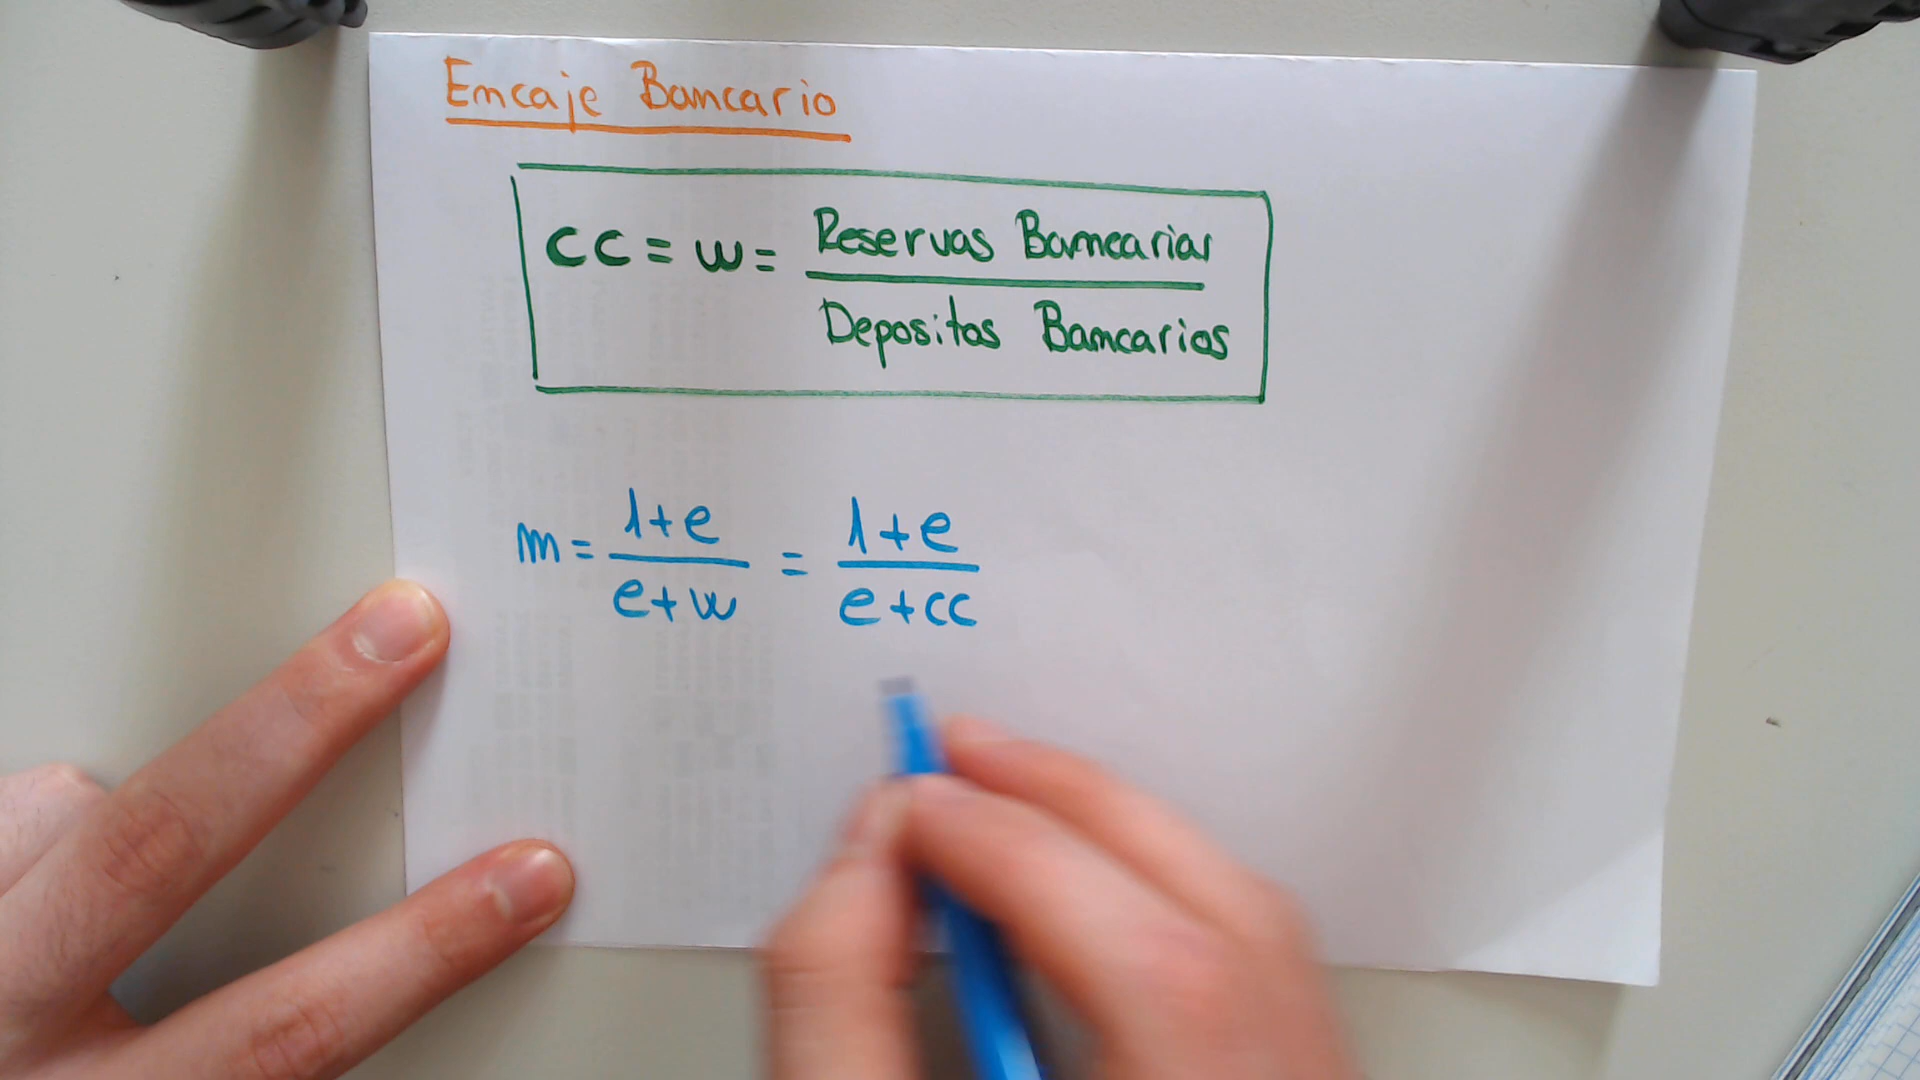 Encaje Bancario
cc = w = Reservas Bancarias / Depositos Bancarios
m = 1+e / e+w = 1+e / e+cc